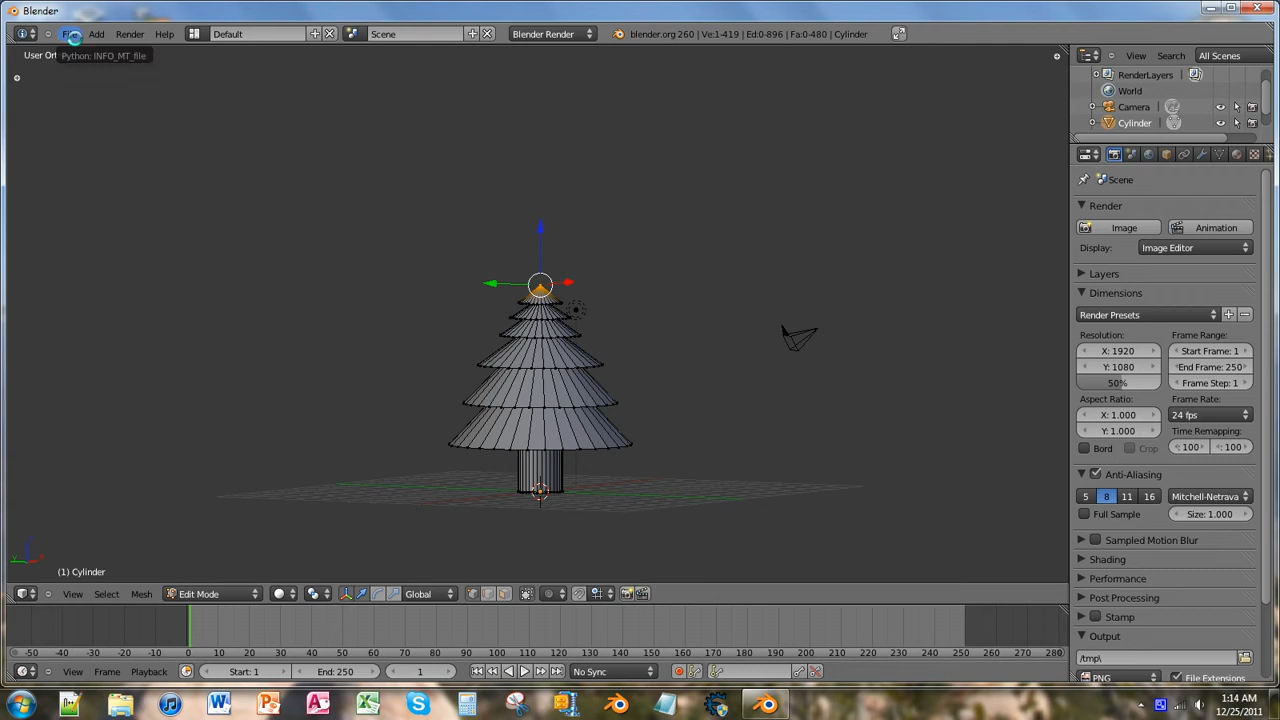 Blender
File Add Render Help Default Scene Blender Render blender.org 260 | Ve:1-419 | Ed:0-896 | Fa:0-480 | Cylinder
Python: INFO_MT_file
View Search All Scenes
RenderLayers
World
Camera
Cylinder
Scene
Render
Image Animation
Display: Image Editor
Layers
Dimensions
Render Presets
Resolution: Frame Range:
X: 1920 Start Frame: 1
Y: 1080 End Frame: 250
50% Frame Step: 1
Aspect Ratio: Frame Rate:
X: 1.000 24 fps
Y: 1.000 Time Remapping:
Bord Crop 100 100
Anti-Aliasing
5 8 11 16 Mitchell-Netrava
Full Sample Size: 1.000
Sampled Motion Blur
Shading
Performance
Post Processing
Stamp
Output
/tmp\
PNG File Extensions
(1) Cylinder
View Select Mesh Edit Mode Global
-50 -40 -30 -20 -10 0 10 20 30 40 50 60 70 80 90 100 110 120 130 140 150 160 170 180 190 200 210 220 230 240 250 260 270 280
View Frame Playback Start: 1 End: 250 1 No Sync
1:14 AM
12/25/2011